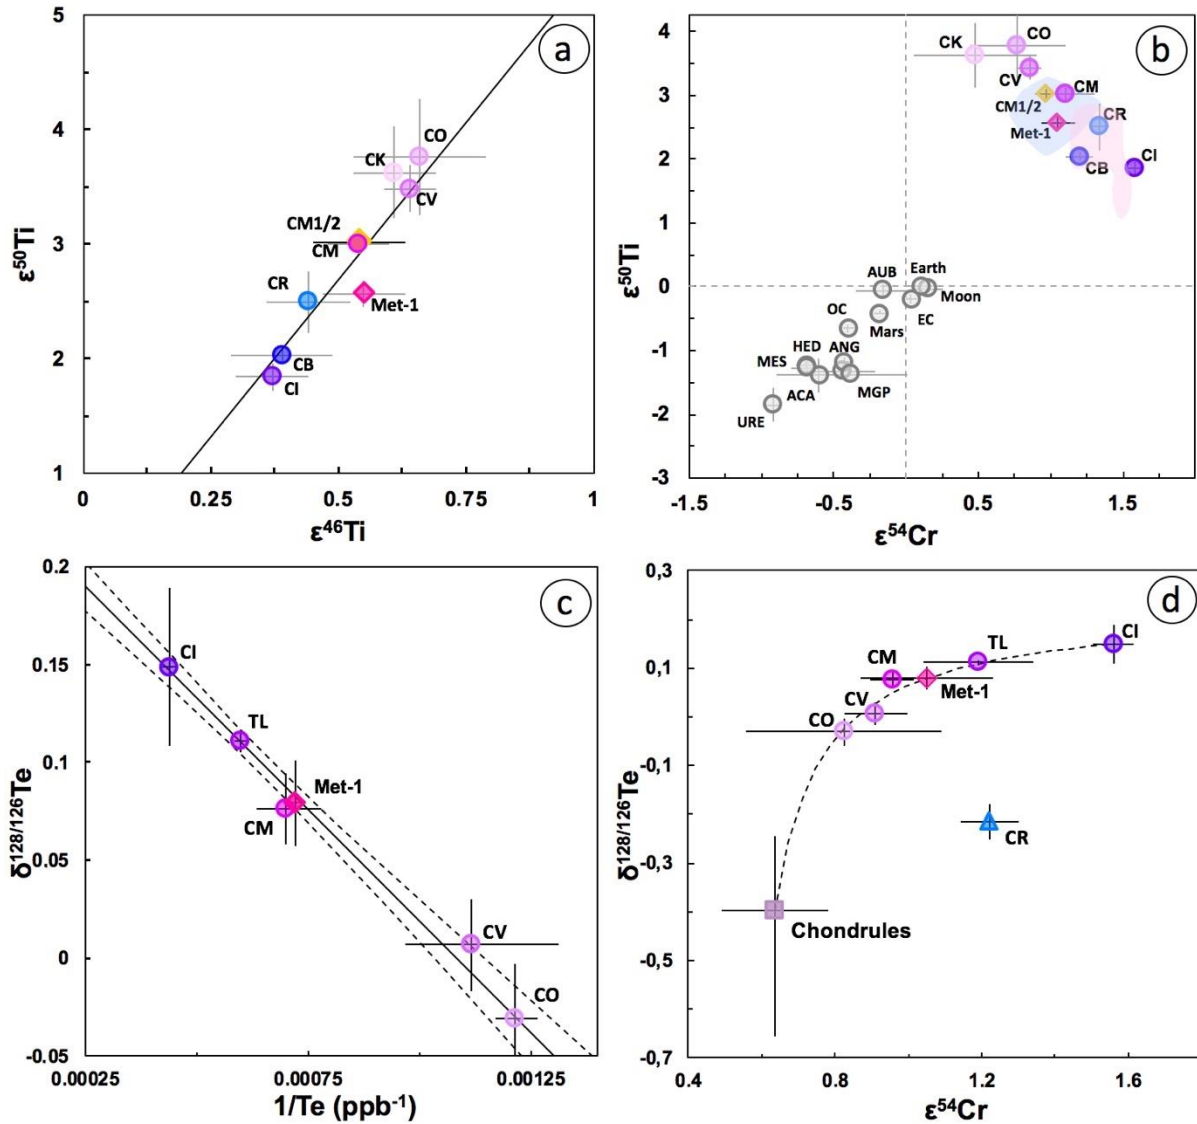 a
5
4
3
2
1
ε⁵⁰Ti
CO
CK
CV
CM1/2
CM
CR
Met-1
CB
CI
0 0.25 0.5 0.75 1
ε⁴⁶Ti
b
4
3
2
1
0
-1
-2
-3
ε⁵⁰Ti
CK CO
CV
CM
CM1/2
CR
Met-1
CI
CB
AUB Earth
Moon
OC
EC
Mars
HED ANG
MES
ACA MGP
URE
-1.5 -0.5 0.5 1.5
ε⁵⁴Cr
c
0.2
0.15
0.1
0.05
0
-0.05
δ¹²⁸/¹²⁶Te
CI
TL
Met-1
CM
CV
CO
0.00025 0.00075 0.00125
1/Te (ppb⁻¹)
d
0,3
0,1
-0,1
-0,3
-0,5
-0,7
δ¹²⁸/¹²⁶Te
CI
TL
CM
Met-1
CV
CO
CR
Chondrules
0.4 0.8 1.2 1.6
ε⁵⁴Cr